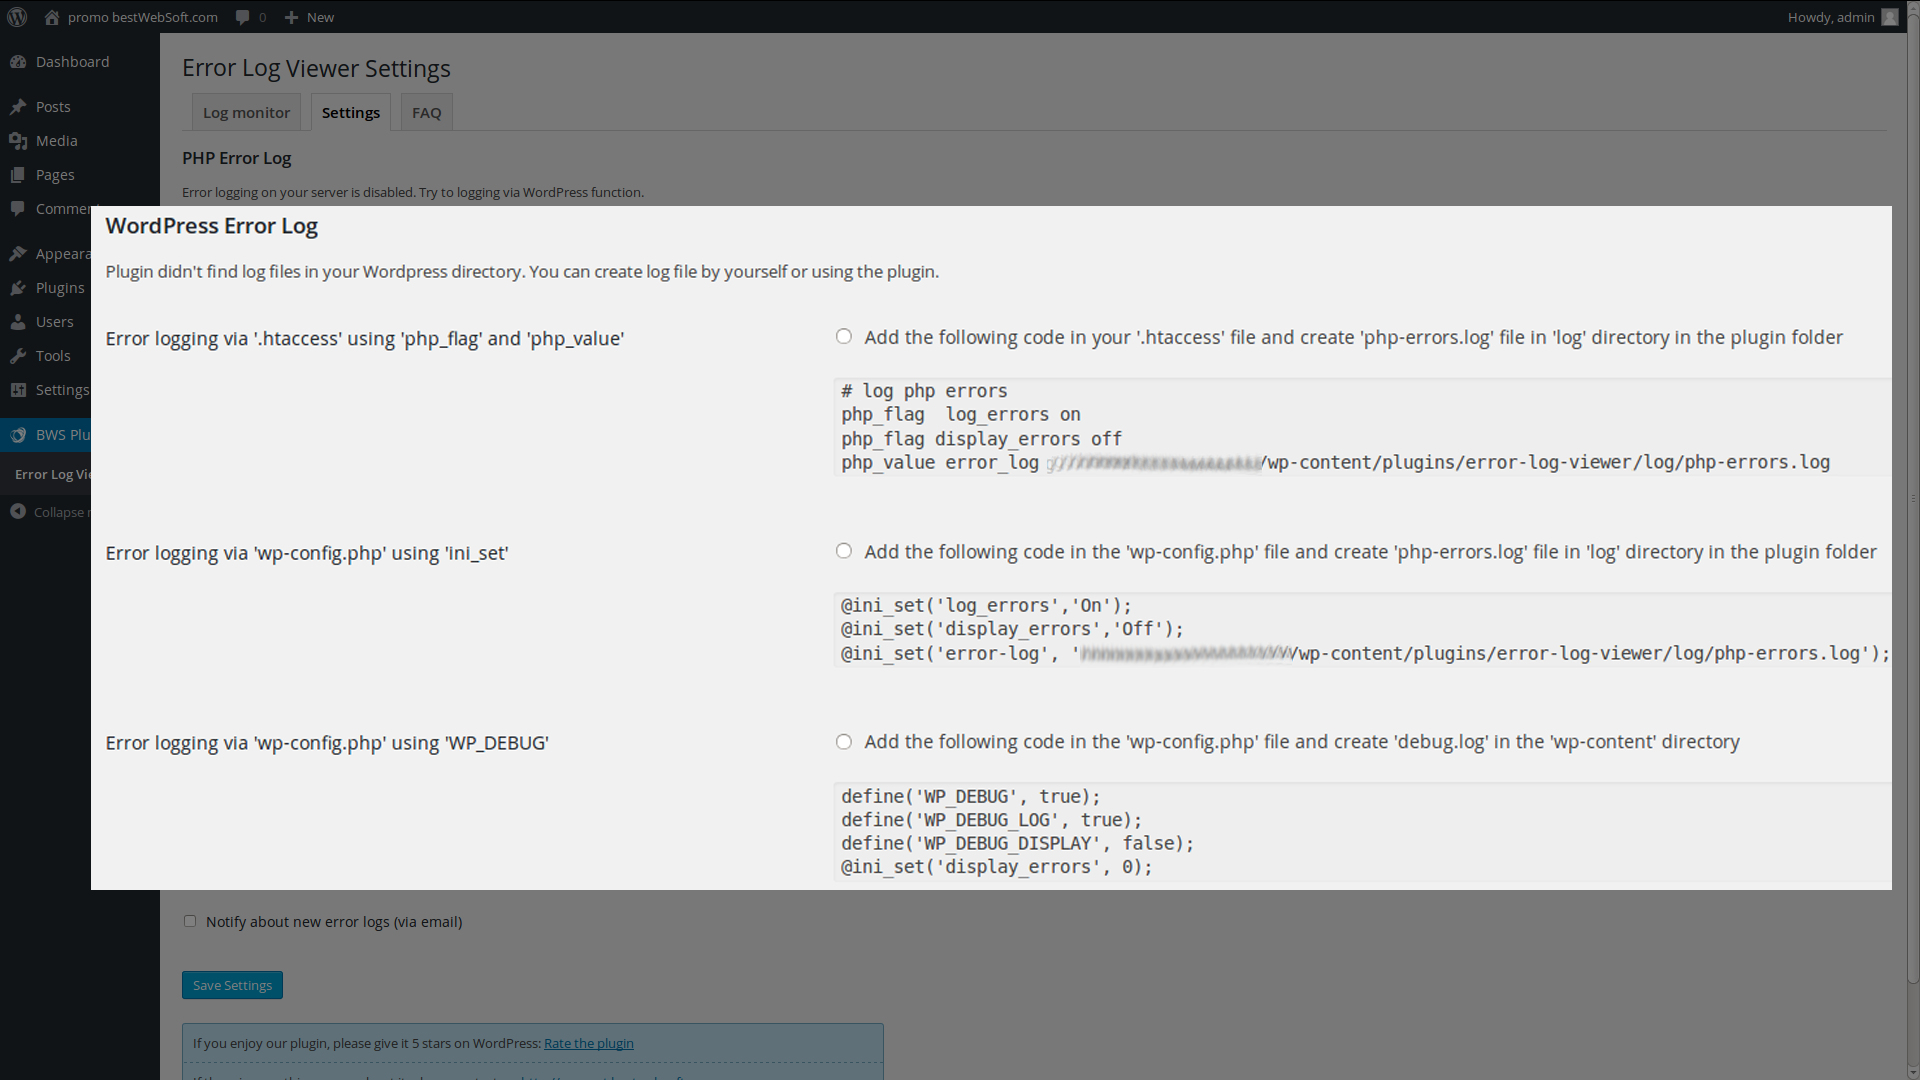 promo bestWebSoft.com 0 New Howdy, admin
Dashboard
Posts
Media
Pages
Commen
Appeara
Plugins
Users
Tools
Settings
BWS Plu
Error Log Vie
Collapse
Error Log Viewer Settings
Log monitor Settings FAQ
PHP Error Log
Error logging on your server is disabled. Try to logging via WordPress function.
WordPress Error Log
Plugin didn't find log files in your Wordpress directory. You can create log file by yourself or using the plugin.
Error logging via '.htaccess' using 'php_flag' and 'php_value'
Add the following code in your '.htaccess' file and create 'php-errors.log' file in 'log' directory in the plugin folder
# log php errors
php_flag  log_errors on
php_flag display_errors off
php_value error_log /wp-content/plugins/error-log-viewer/log/php-errors.log
Error logging via 'wp-config.php' using 'ini_set'
Add the following code in the 'wp-config.php' file and create 'php-errors.log' file in 'log' directory in the plugin folder
@ini_set('log_errors','On');
@ini_set('display_errors','Off');
@ini_set('error-log', '/wp-content/plugins/error-log-viewer/log/php-errors.log');
Error logging via 'wp-config.php' using 'WP_DEBUG'
Add the following code in the 'wp-config.php' file and create 'debug.log' in the 'wp-content' directory
define('WP_DEBUG', true);
define('WP_DEBUG_LOG', true);
define('WP_DEBUG_DISPLAY', false);
@ini_set('display_errors', 0);
Notify about new error logs (via email)
Save Settings
If you enjoy our plugin, please give it 5 stars on WordPress: Rate the plugin